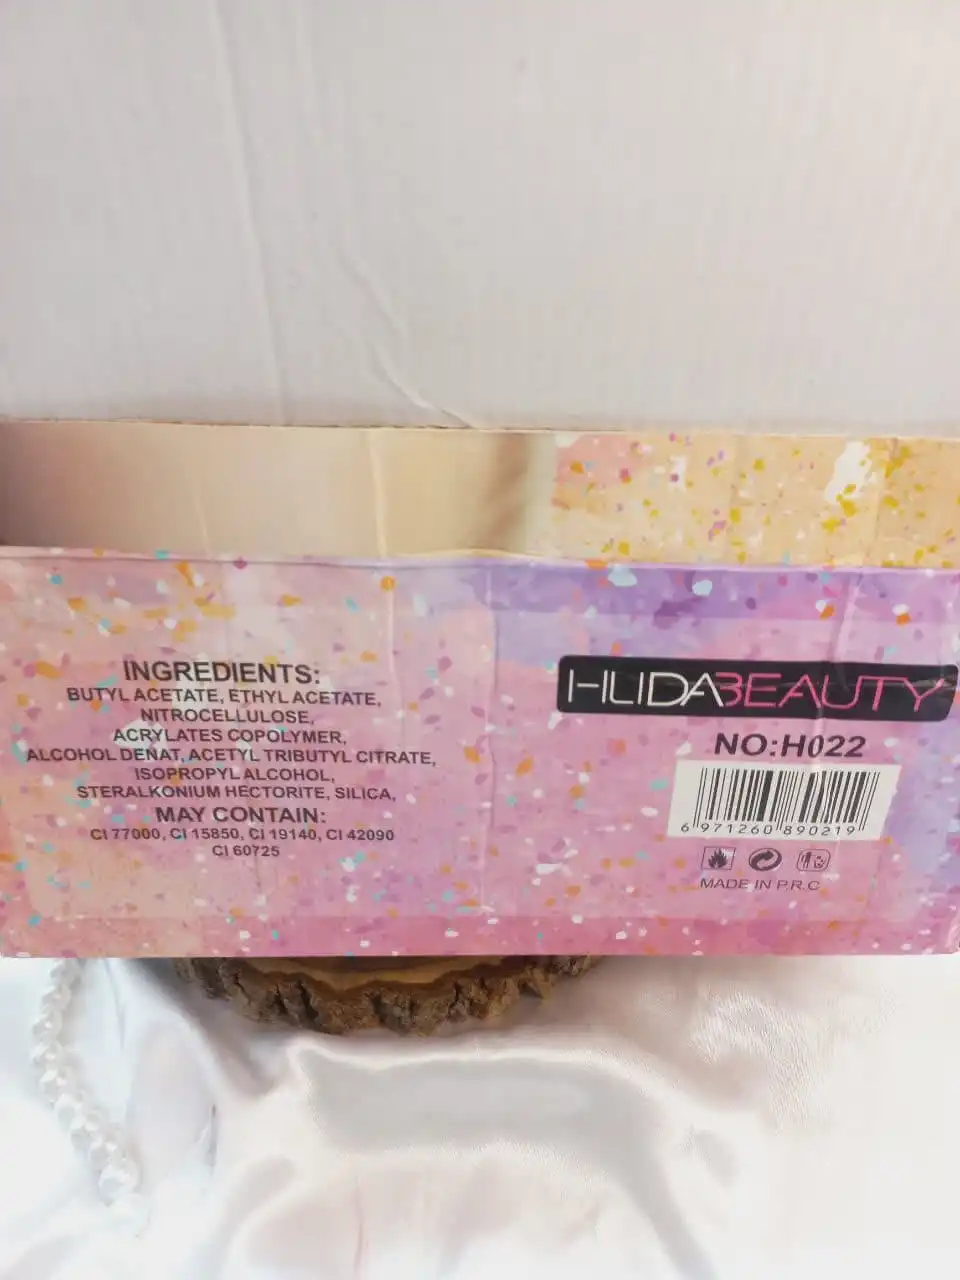 INGREDIENTS:
BUTYL ACETATE, ETHYL ACETATE,
NITROCELLULOSE,
ACRYLATES COPOLYMER,
ALCOHOL DENAT, ACETYL TRIBUTYL CITRATE,
ISOPROPYL ALCOHOL,
STERALKONIUM HECTORITE, SILICA,
MAY CONTAIN:
CI 77000, CI 15850, CI 19140, CI 42090
CI 60725
HUDABEAUTY
NO:H022
6 971260 890219
MADE IN P.R.C